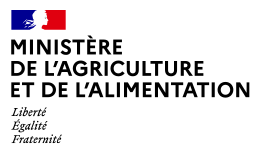 MINISTÈRE
DE L'AGRICULTURE
ET DE L'ALIMENTATION
Liberté
Égalité
Fraternité